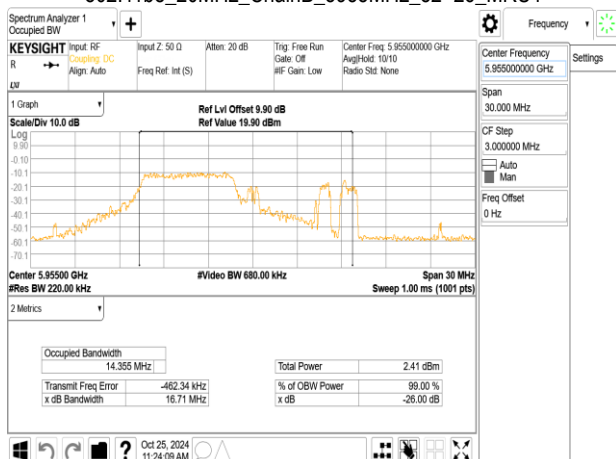 Spectrum Analyzer 1
Occupied BW
Frequency
KEYSIGHT
R
Input: RF
Coupling: DC
Align: Auto
Input Z: 50 Ω
Freq Ref: Int (S)
Atten: 20 dB
Trig: Free Run
Gate: Off
#IF Gain: Low
Center Freq: 5.955000000 GHz
Avg|Hold: 10/10
Radio Std: None
Center Frequency
5.955000000 GHz
Settings
Span
30.000 MHz
CF Step
3.000000 MHz
Auto
Man
Freq Offset
0 Hz
1 Graph
Scale/Div 10.0 dB
Ref Lvl Offset 9.90 dB
Ref Value 19.90 dBm
Log
9.90
-0.10
-10.1
-20.1
-30.1
-40.1
-50.1
-60.1
-70.1
Center 5.95500 GHz
#Video BW 680.00 kHz
Span 30 MHz
#Res BW 220.00 kHz
Sweep 1.00 ms (1001 pts)
2 Metrics
Occupied Bandwidth
14.355 MHz
Total Power 2.41 dBm
Transmit Freq Error -462.34 kHz
% of OBW Power 99.00 %
x dB Bandwidth 16.71 MHz
x dB -26.00 dB
?
Oct 25, 2024
11:24:09 AM